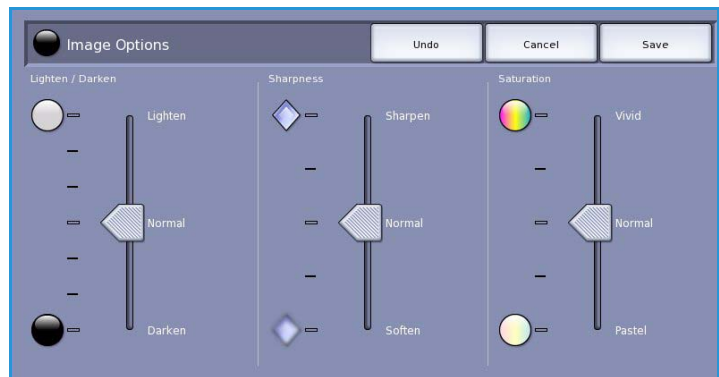 Image Options
Undo
Cancel
Save
Lighten / Darken
Sharpness
Saturation
Lighten
Sharpen
Vivid
Normal
Normal
Normal
Darken
Soften
Pastel